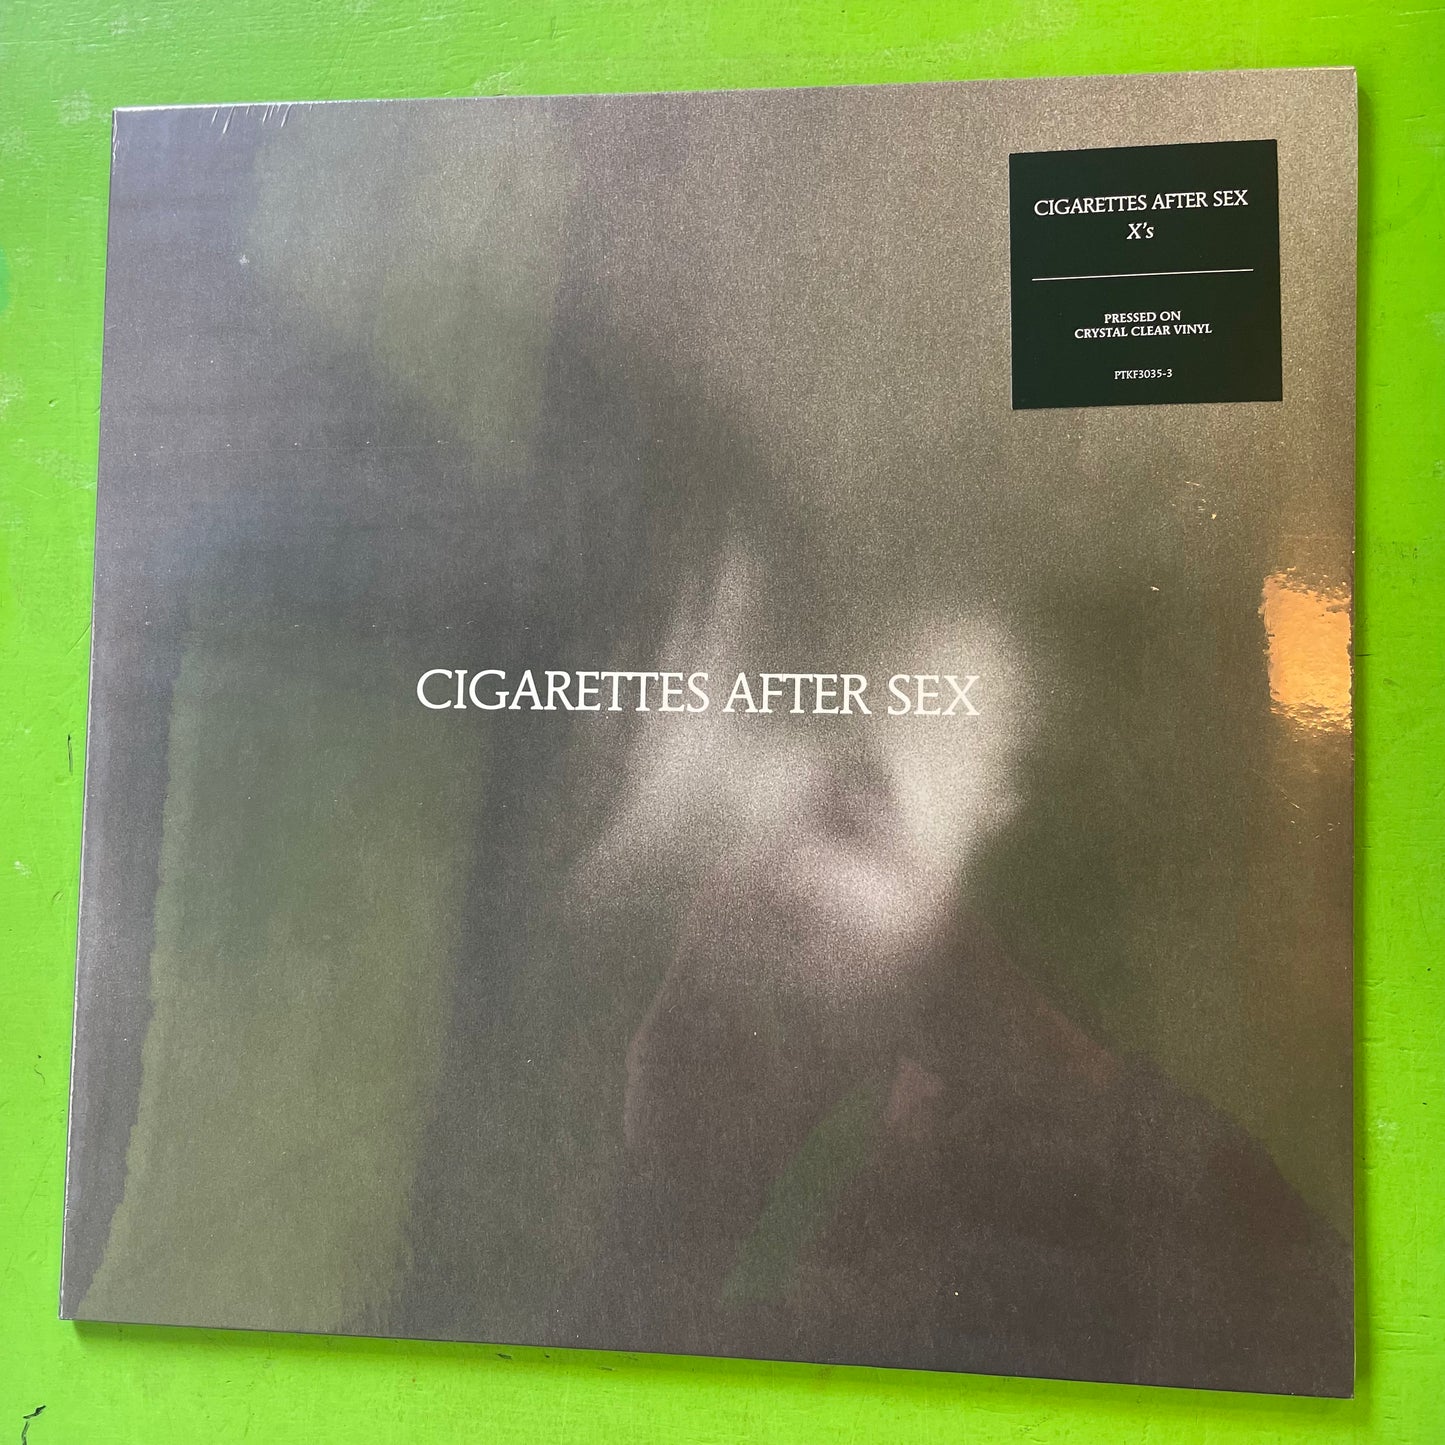 CIGARETTES AFTER SEX
X's
PRESSED ON
CRYSTAL CLEAR VINYL
PTKF3035-3
CIGARETTES AFTER SEX